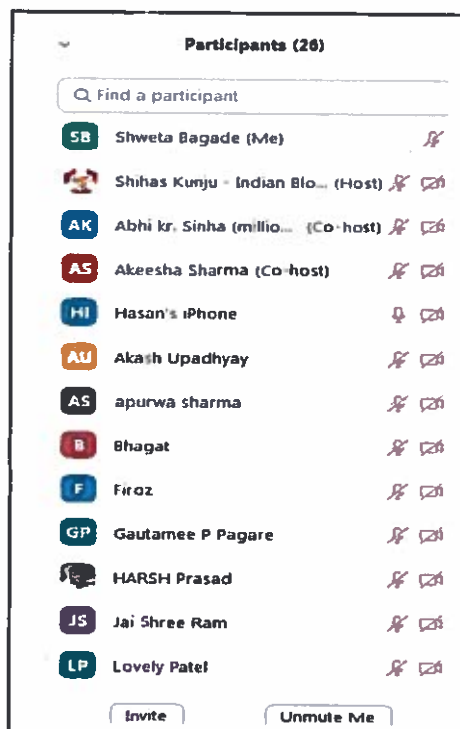 Participants (26)
Find a participant
SB Shweta Bagade (Me)
Shihas Kunju - Indian Blo... (Host)
AK Abhi kr. Sinha (millio... (Co-host)
AS Akeesha Sharma (Co-host)
HI Hasan's iPhone
AU Akash Upadhyay
AS apurwa sharma
B Bhagat
F Firoz
GP Gautamee P Pagare
HARSH Prasad
JS Jai Shree Ram
LP Lovely Patel
Invite Unmute Me